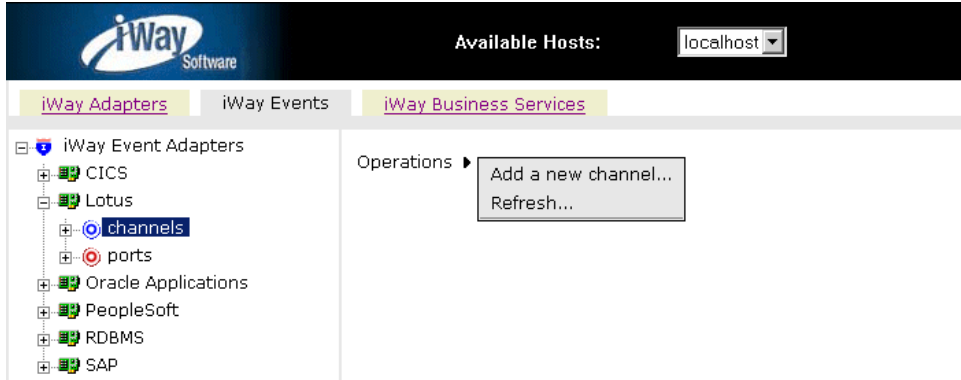 iWay
Software
Available Hosts:
localhost
iWay Adapters
iWay Events
iWay Business Services
iWay Event Adapters
CICS
Lotus
channels
ports
Oracle Applications
PeopleSoft
RDBMS
SAP
Operations
Add a new channel...
Refresh...